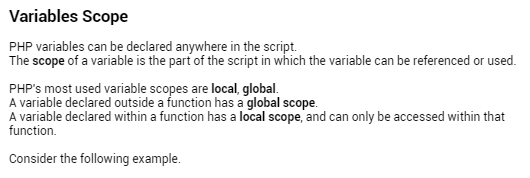 Variables Scope
PHP variables can be declared anywhere in the script.
The scope of a variable is the part of the script in which the variable can be referenced or used.
PHP's most used variable scopes are local, global.
A variable declared outside a function has a global scope.
A variable declared within a function has a local scope, and can only be accessed within that
function.
Consider the following example.